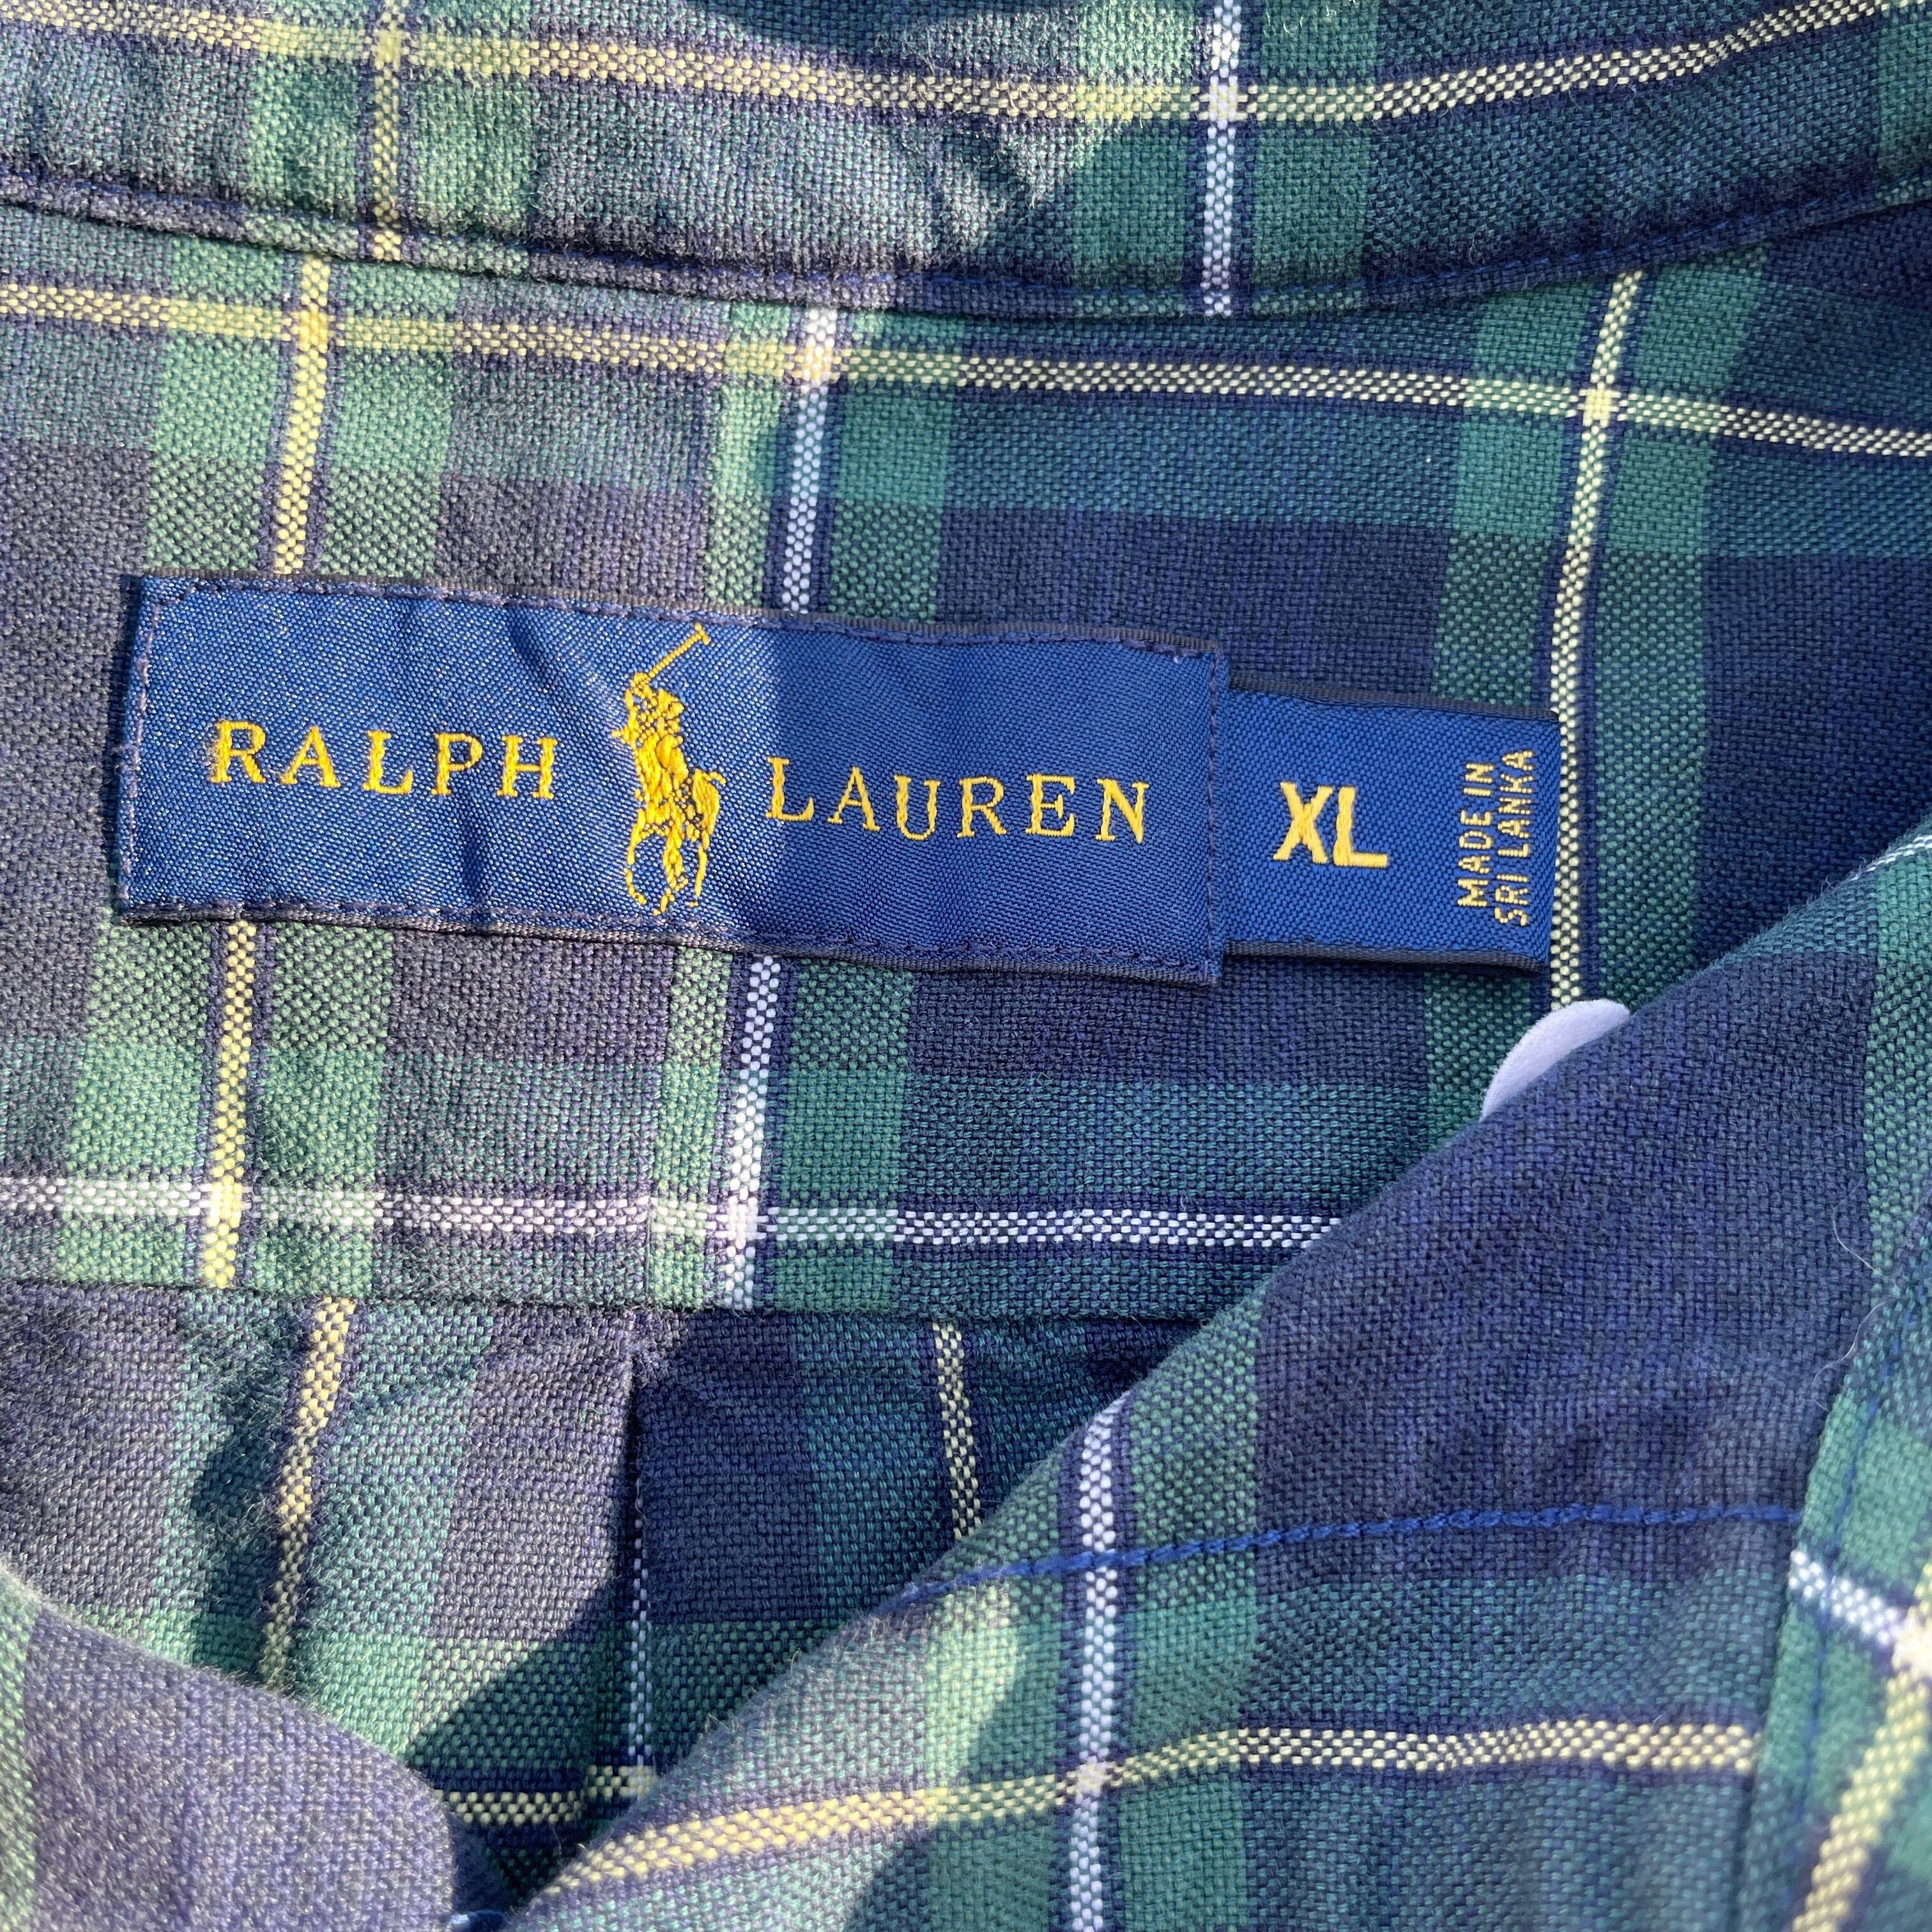 RALPH LAUREN
XL
MADE IN
SRI LANKA